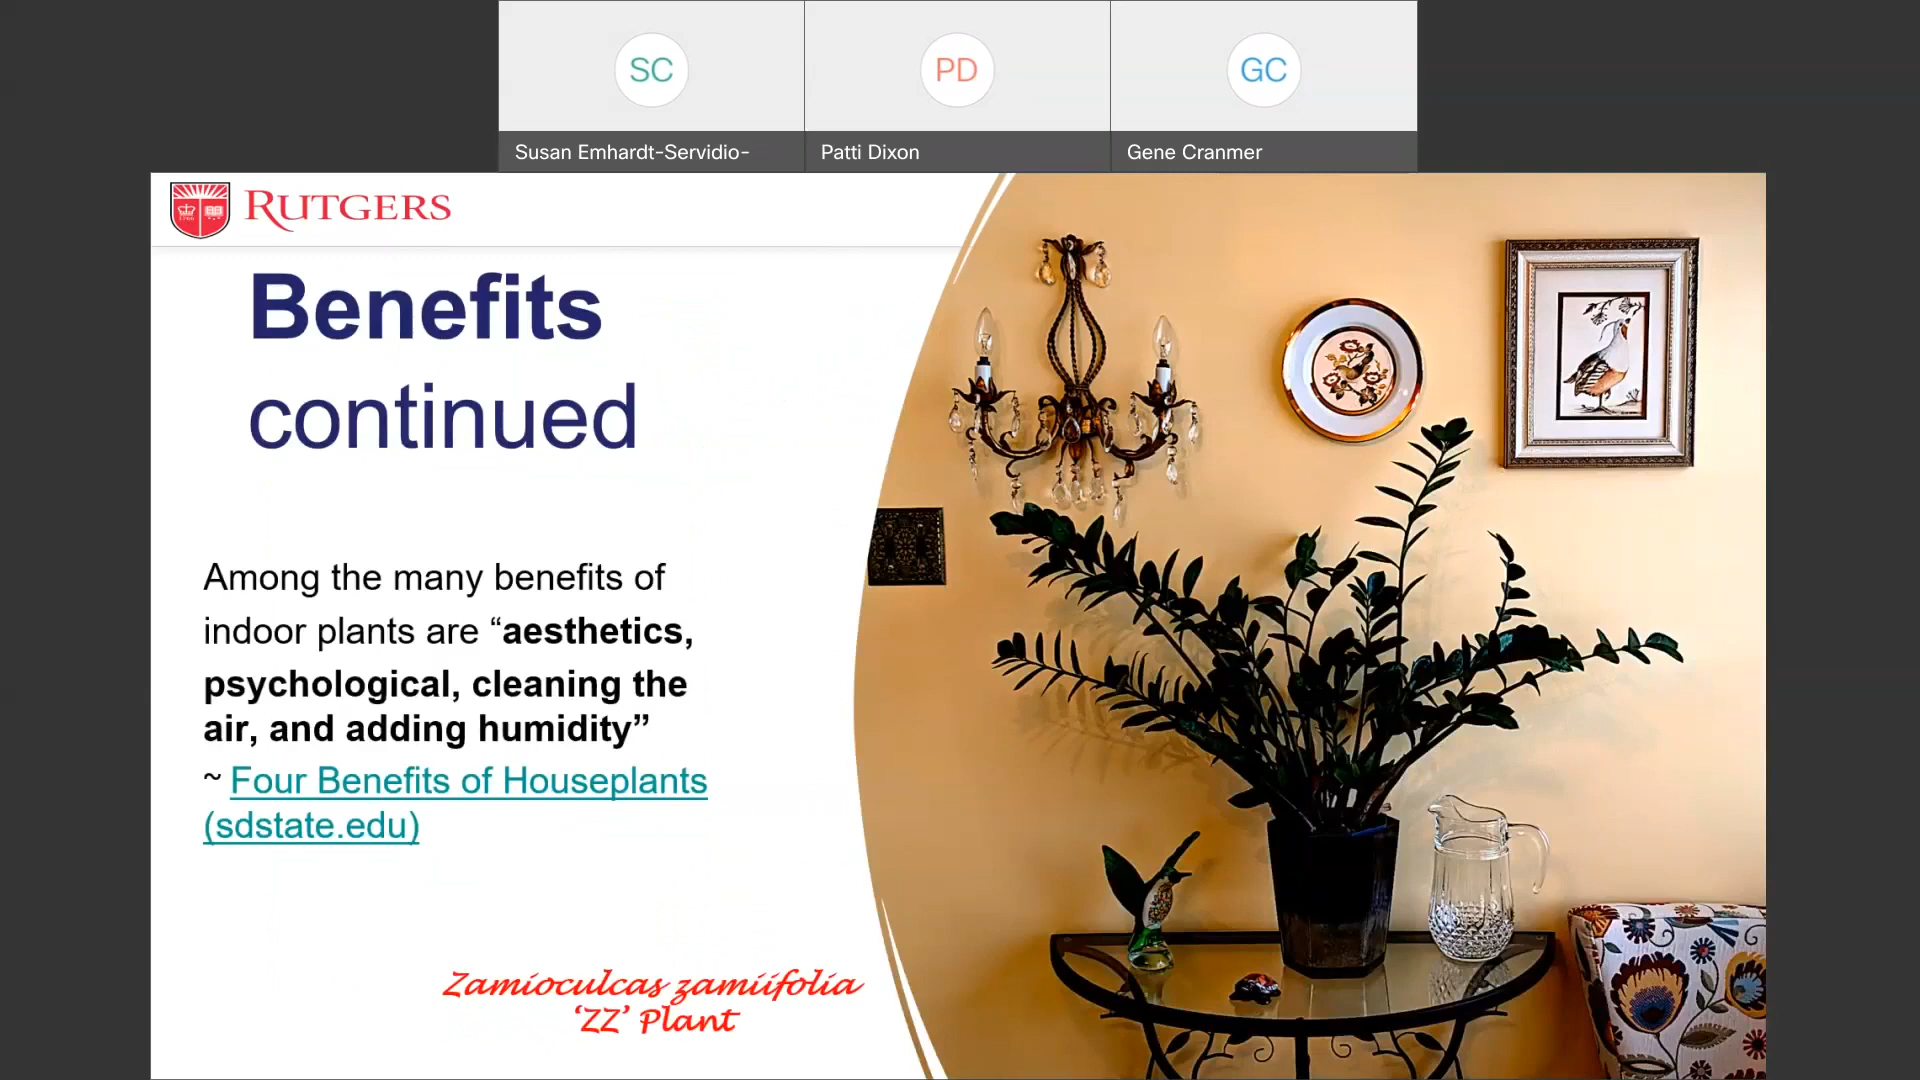 SC
PD
GC
Susan Emhardt-Servidio-
Patti Dixon
Gene Cranmer
RUTGERS
Benefits
continued
Among the many benefits of
indoor plants are “aesthetics,
psychological, cleaning the
air, and adding humidity”
~ Four Benefits of Houseplants
(sdstate.edu)
Zamioculcas zamiifolia
‘ZZ’ Plant